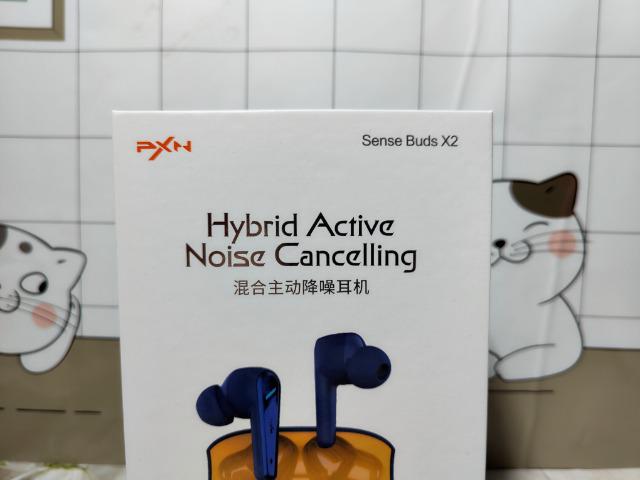 PXN
Sense Buds X2
Hybrid Active
Noise Cancelling
混合主动降噪耳机